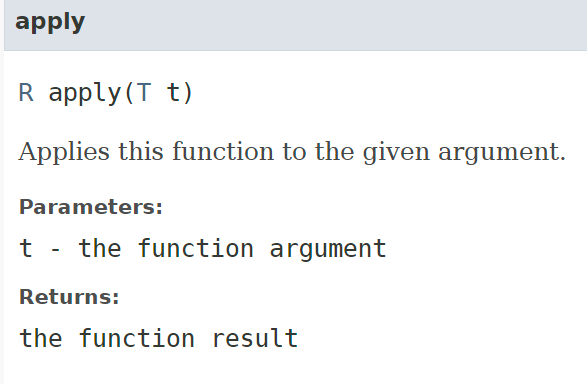 apply
R apply(T t)
Applies this function to the given argument.
Parameters:
t - the function argument
Returns:
the function result